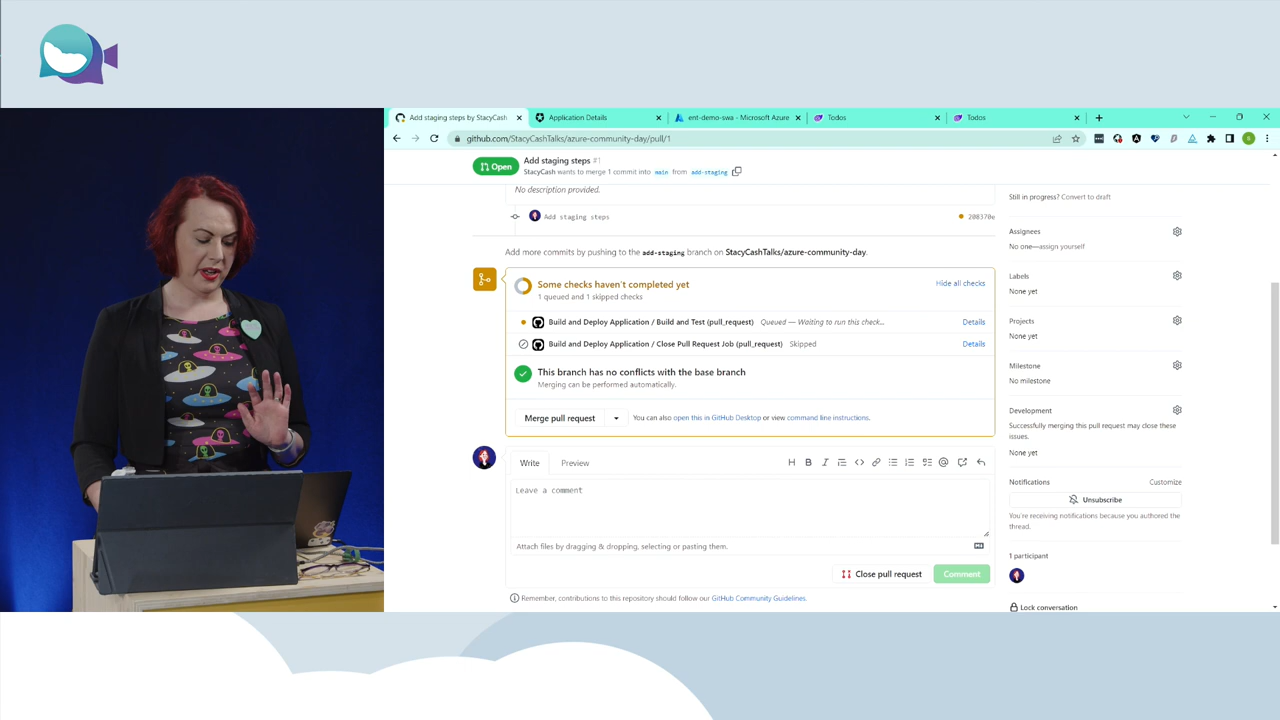 Add staging steps by StacyCash
Application Details
ent-demo-swa - Microsoft Azure
Todos
Todos
github.com/StacyCashTalks/azure-community-day/pull/1
Open
Add staging steps #1
StacyCash wants to merge 1 commit into main from add-staging
No description provided.
Add staging steps
208370e
Add more commits by pushing to the add-staging branch on StacyCashTalks/azure-community-day.
Some checks haven't completed yet
1 queued and 1 skipped checks
Hide all checks
Build and Deploy Application / Build and Test (pull_request) Queued — Waiting to run this check...
Details
Build and Deploy Application / Close Pull Request Job (pull_request) Skipped
Details
This branch has no conflicts with the base branch
Merging can be performed automatically.
Merge pull request
You can also open this in GitHub Desktop or view command line instructions.
Write
Preview
Leave a comment
Attach files by dragging & dropping, selecting or pasting them.
Close pull request
Comment
Remember, contributions to this repository should follow our GitHub Community Guidelines.
Still in progress? Convert to draft
Assignees
No one—assign yourself
Labels
None yet
Projects
None yet
Milestone
No milestone
Development
Successfully merging this pull request may close these
issues.
None yet
Notifications
Customize
Unsubscribe
You're receiving notifications because you authored the
thread.
1 participant
Lock conversation